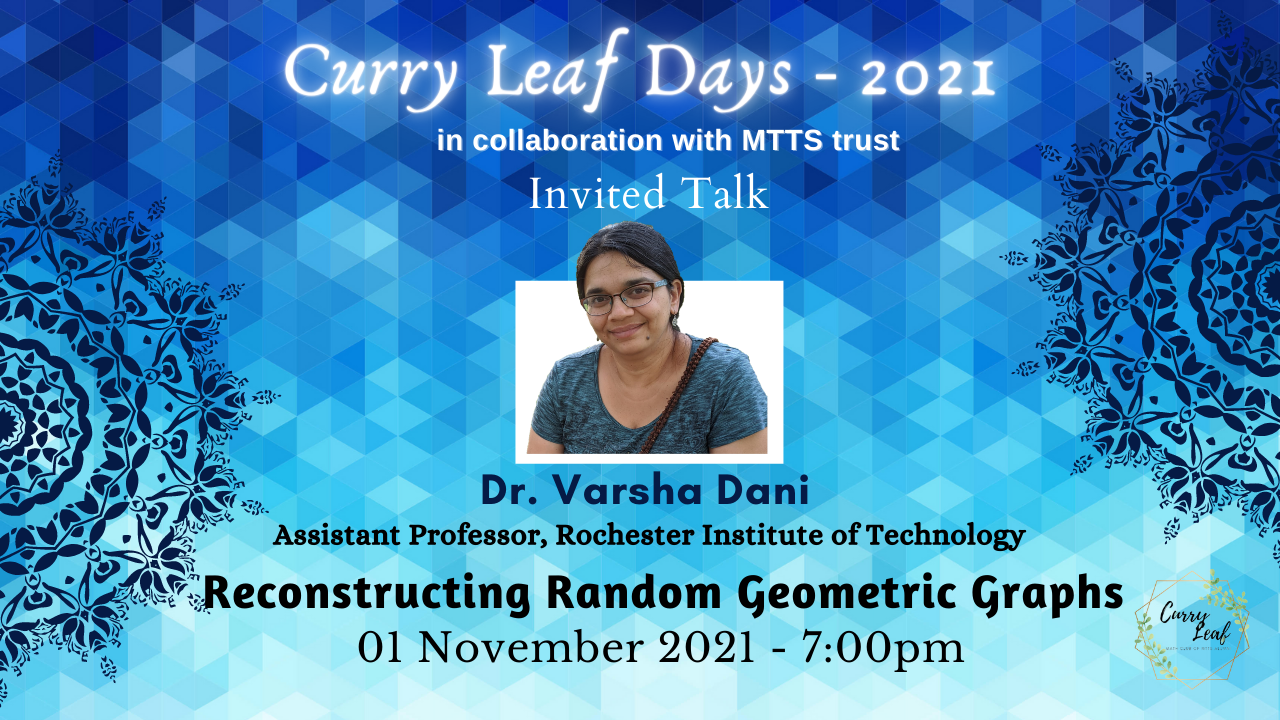 Curry Leaf Days - 2021
in collaboration with MTTS trust
Invited Talk
Dr. Varsha Dani
Assistant Professor, Rochester Institute of Technology
Reconstructing Random Geometric Graphs
01 November 2021 - 7:00pm
Curry
Leaf